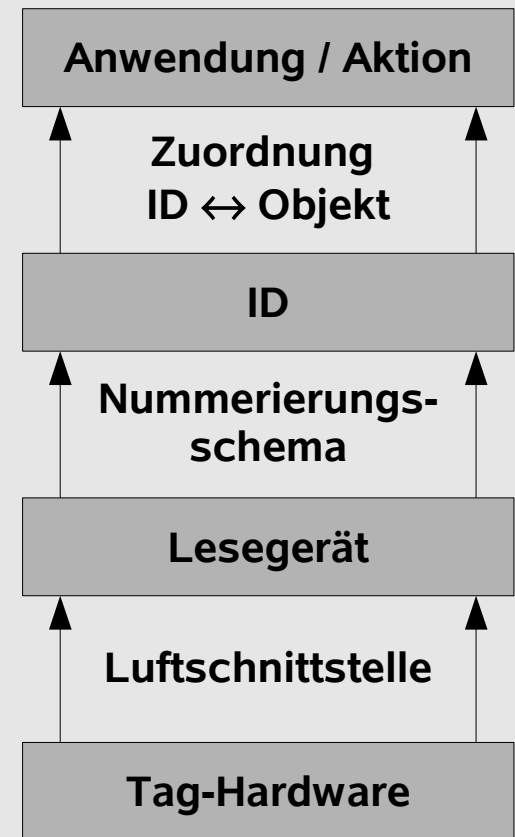 Anwendung / Aktion
Zuordnung
ID ↔ Objekt
ID
Nummerierungs-
schema
Lesegerät
Luftschnittstelle
Tag-Hardware